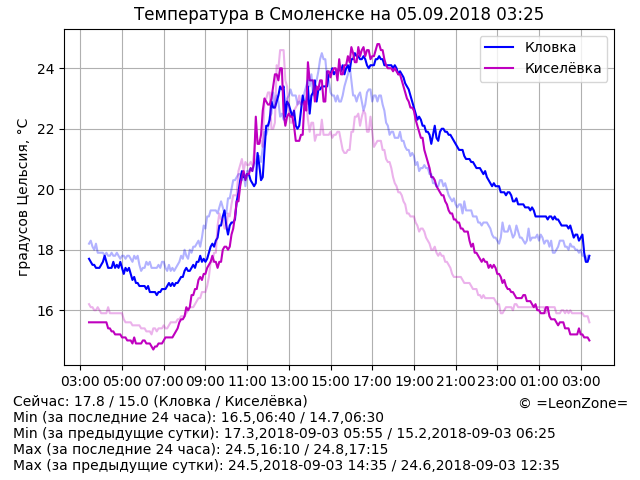 Температура в Смоленске на 05.09.2018 03:25
градусов Цельсия, °C
24
22
20
18
16
Кловка
Киселёвка
03:00 05:00 07:00 09:00 11:00 13:00 15:00 17:00 19:00 21:00 23:00 01:00 03:00
Сейчас: 17.8 / 15.0 (Кловка / Киселёвка)
© =LeonZone=
Min (за последние 24 часа): 16.5,06:40 / 14.7,06:30
Min (за предыдущие сутки): 17.3,2018-09-03 05:55 / 15.2,2018-09-03 06:25
Max (за последние 24 часа): 24.5,16:10 / 24.8,17:15
Max (за предыдущие сутки): 24.5,2018-09-03 14:35 / 24.6,2018-09-03 12:35